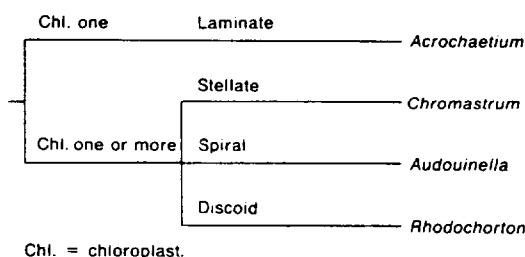 Chl. one Laminate
Acrochaetium
Stellate
Chromastrum
Chl. one or more Spiral
Audouinella
Discoid
Rhodochorton
Chl. = chloroplast.